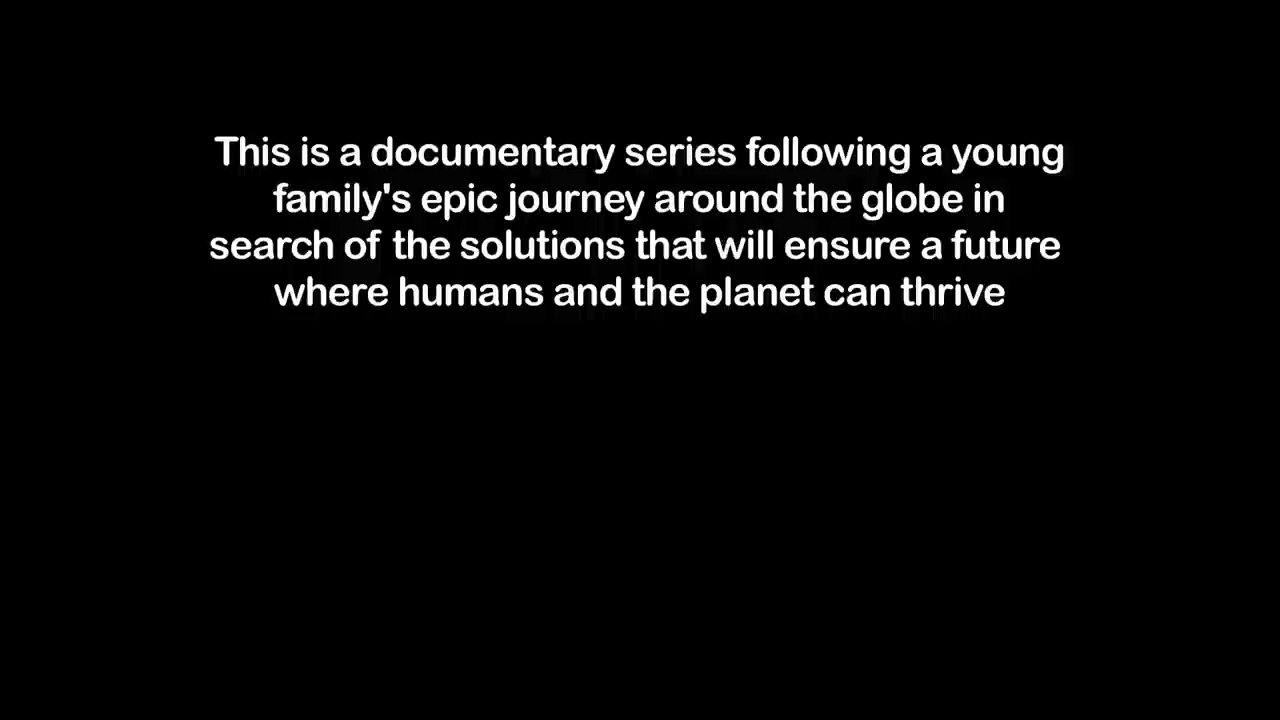 This is a documentary series following a young
family's epic journey around the globe in
search of the solutions that will ensure a future
where humans and the planet can thrive